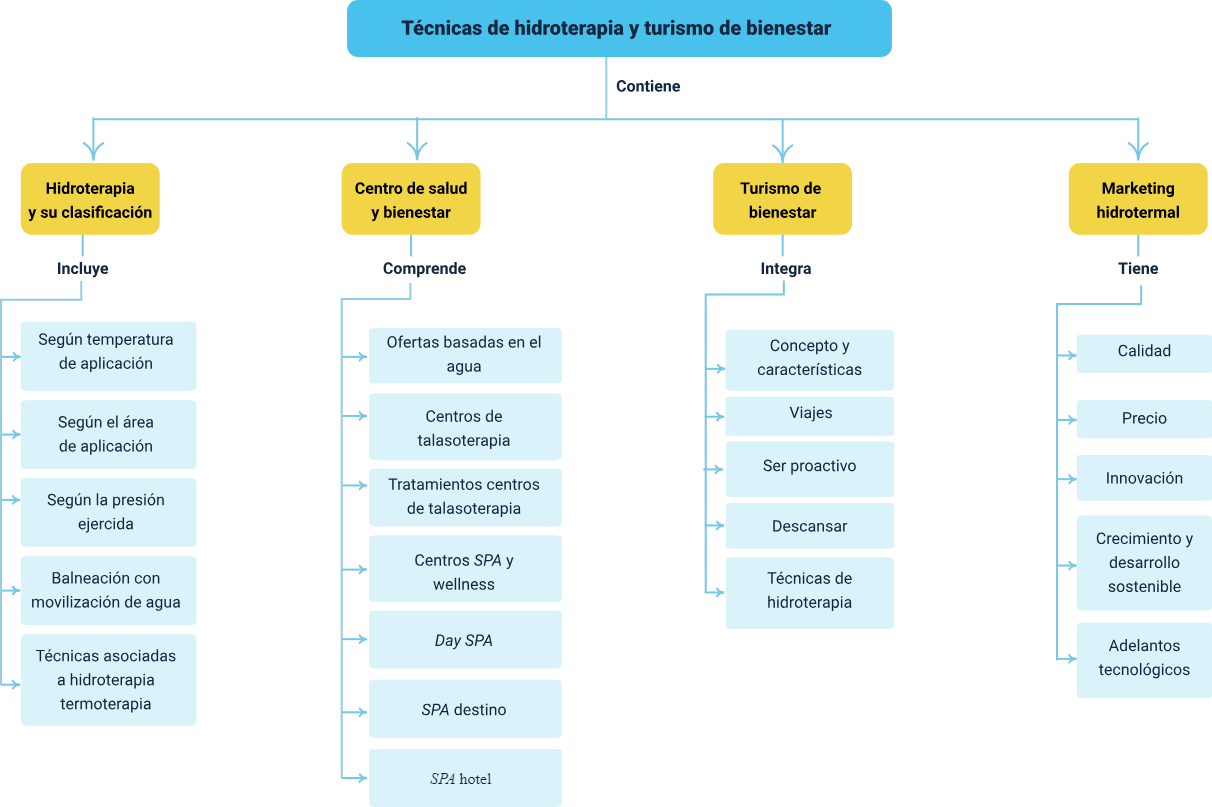 Técnicas de hidroterapia y turismo de bienestar
Contiene
Hidroterapia
y su clasificación
Incluye
Según temperatura
de aplicación
Según el área
de aplicación
Según la presión
ejercida
Balneación con
movilización de agua
Técnicas asociadas
a hidroterapia
termoterapia
Centro de salud
y bienestar
Comprende
Ofertas basadas en el
agua
Centros de
talasoterapia
Tratamientos centros
de talasoterapia
Centros SPA y
wellness
Day SPA
SPA destino
SPA hotel
Turismo de
bienestar
Integra
Concepto y
características
Viajes
Ser proactivo
Descansar
Técnicas de
hidroterapia
Marketing
hidrotermal
Tiene
Calidad
Precio
Innovación
Crecimiento y
desarrollo
sostenible
Adelantos
tecnológicos